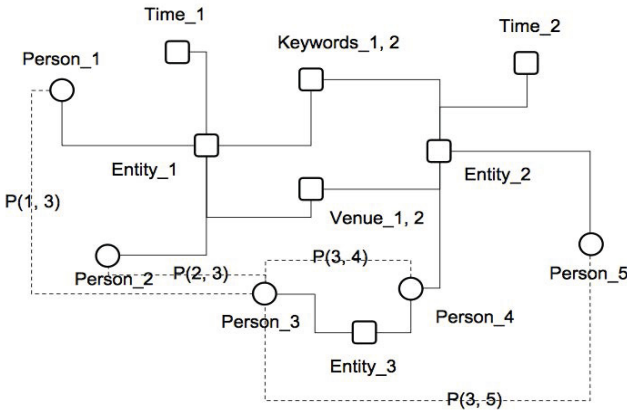 Time_1
Time_2
Keywords_1, 2
Person_1
Entity_1
Entity_2
P(1, 3)
Venue_1, 2
P(3, 4)
Person_2
P(2, 3)
Person_5
Person_3
Person_4
Entity_3
P(3, 5)